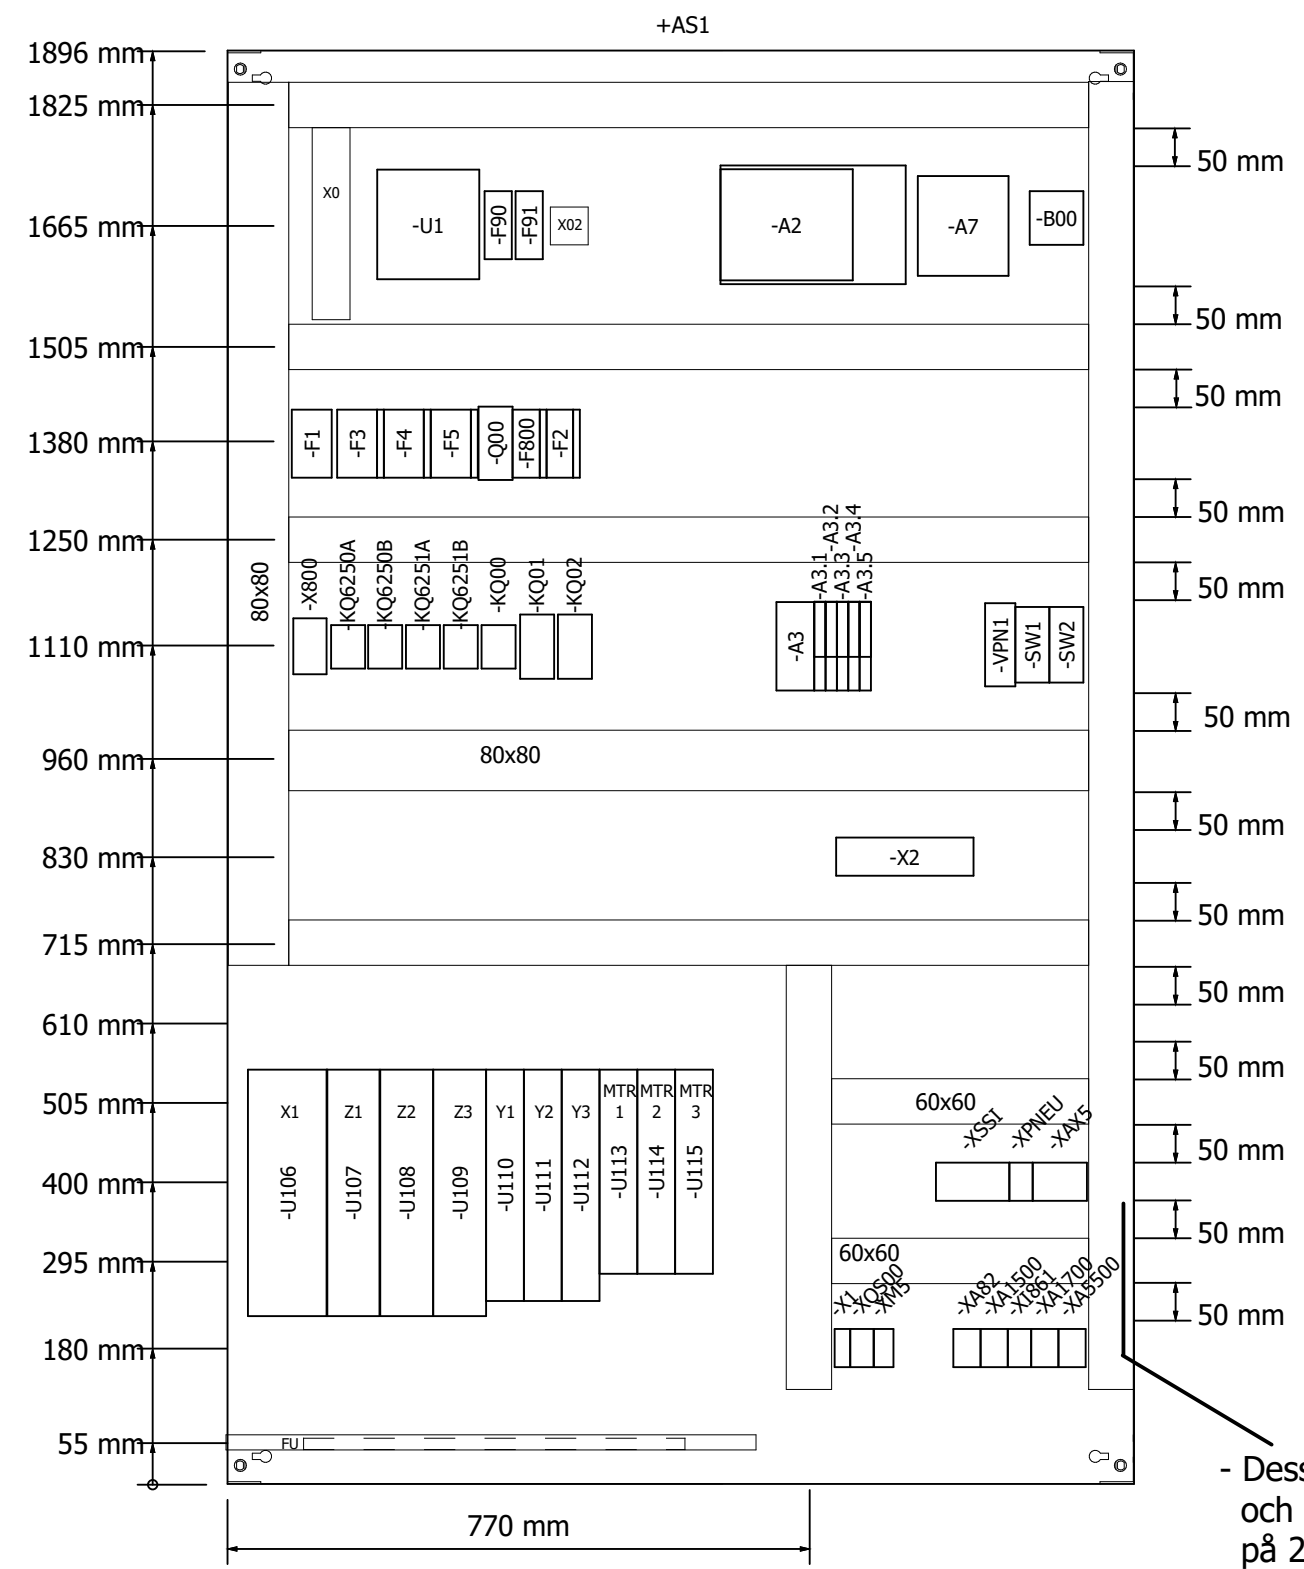 +AS1
1896 mm
1825 mm
50 mm
X0
-U1
-F90
-F91
X02
-A2
-A7
-B00
1665 mm
50 mm
1505 mm
50 mm
1380 mm
-F1
-F3
-F4
-F5
-Q00
-F800
-F2
50 mm
1250 mm
80x80
-X800
-KQ6250A
-KQ6250B
-KQ6251A
-KQ6251B
-KQ00
-KQ01
-KQ02
-A3
-A3.1
-A3.2
-A3.3
-A3.4
-A3.5
-VPN1
-SW1
-SW2
50 mm
1110 mm
50 mm
960 mm
80x80
50 mm
830 mm
-X2
50 mm
715 mm
50 mm
610 mm
50 mm
505 mm
X1
Z1
Z2
Z3
Y1
Y2
Y3
MTR
1
MTR
2
MTR
3
-U106
-U107
-U108
-U109
-U110
-U111
-U112
-U113
-U114
-U115
60x60
-XSSI
-XPNEU
-XAX5
50 mm
400 mm
50 mm
295 mm
60x60
-X1
-XQS00
-XM5
-XA82
-XA1500
-XI861
-XA1700
-XA5500
50 mm
180 mm
55 mm
FU
770 mm
- Dess
och
på 2